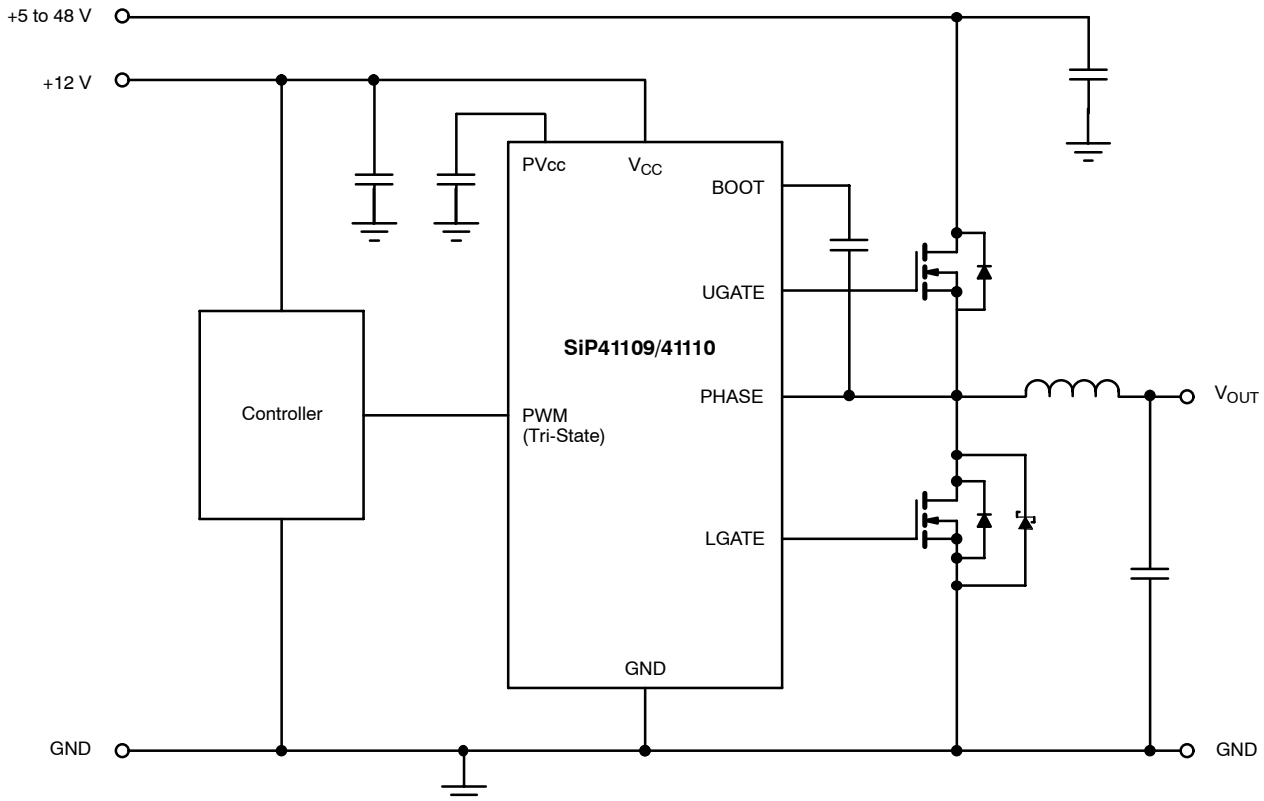 +5 to 48 V
+12 V
PVcc
VCC
BOOT
UGATE
SiP41109/41110
PHASE
VOUT
Controller
PWM
(Tri-State)
LGATE
GND
GND
GND